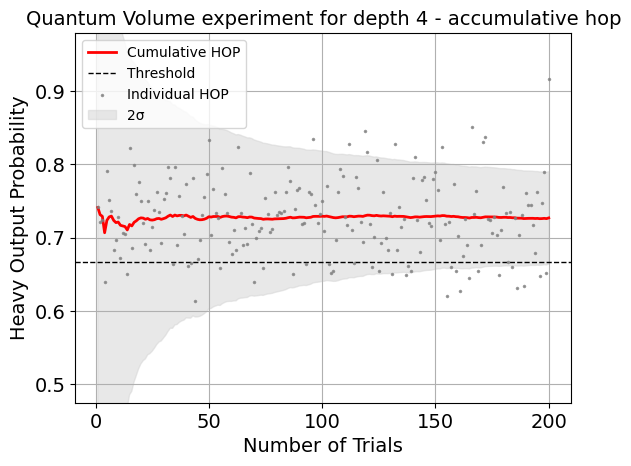 Quantum Volume experiment for depth 4 - accumulative hop
Cumulative HOP
Threshold
Individual HOP
2σ
Heavy Output Probability
0.9
0.8
0.7
0.6
0.5
0
50
100
150
200
Number of Trials